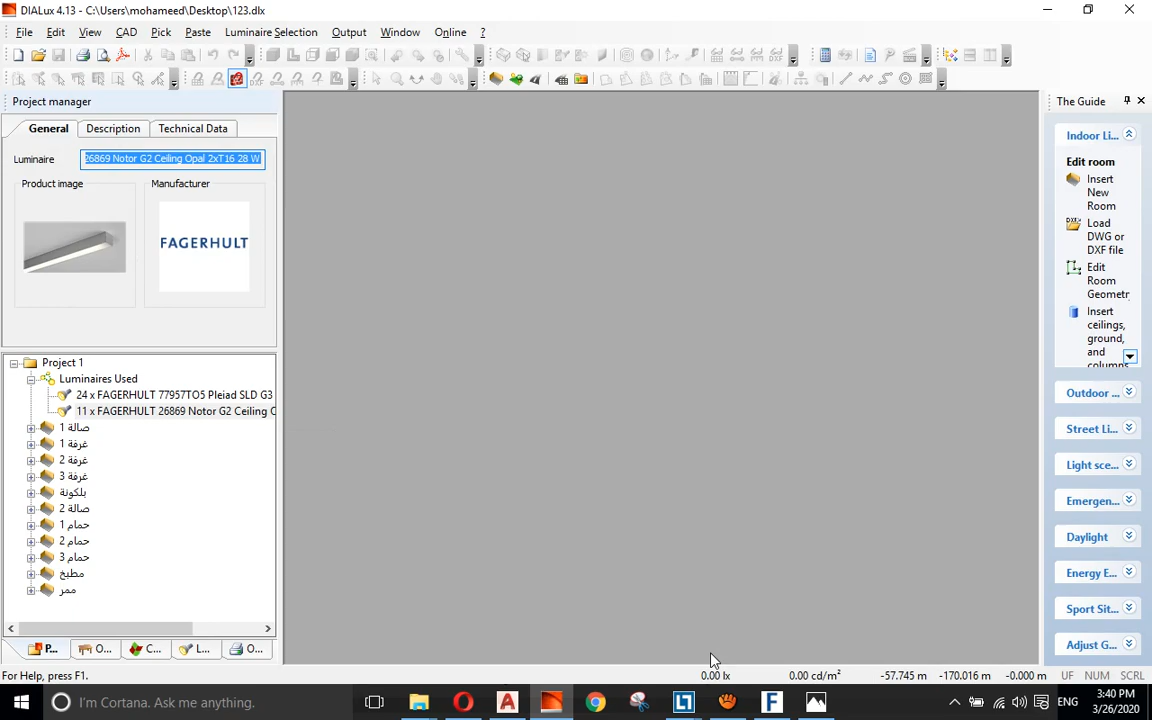 DIALux 4.13 - C:\Users\mohameed\Desktop\123.dlx
File Edit View CAD Pick Paste Luminaire Selection Output Window Online ?
Project manager
General Description Technical Data
Luminaire 26869 Notor G2 Ceiling Opal 2xT16 28 W
Product image Manufacturer
FAGERHULT
Project 1
Luminaires Used
24 x FAGERHULT 77957TO5 Pleiad SLD G3
11 x FAGERHULT 26869 Notor G2 Ceiling O
صالة 1
غرفة 1
غرفة 2
غرفة 3
بلكونة
صالة 2
حمام 1
حمام 2
حمام 3
مطبخ
ممر
P... O... C... L... O...
The Guide
Indoor Li...
Edit room
Insert
New
Room
Load
DWG or
DXF file
Edit
Room
Geometr
Insert
ceilings,
ground,
and
columns
Outdoor ...
Street Li...
Light sce...
Emergen...
Daylight
Energy E...
Sport Sit...
Adjust G...
For Help, press F1. 0.00 lx 0.00 cd/m² -57.745 m -170.016 m -0.000 m UF NUM SCRL
I'm Cortana. Ask me anything. ENG 3:40 PM
3/26/2020